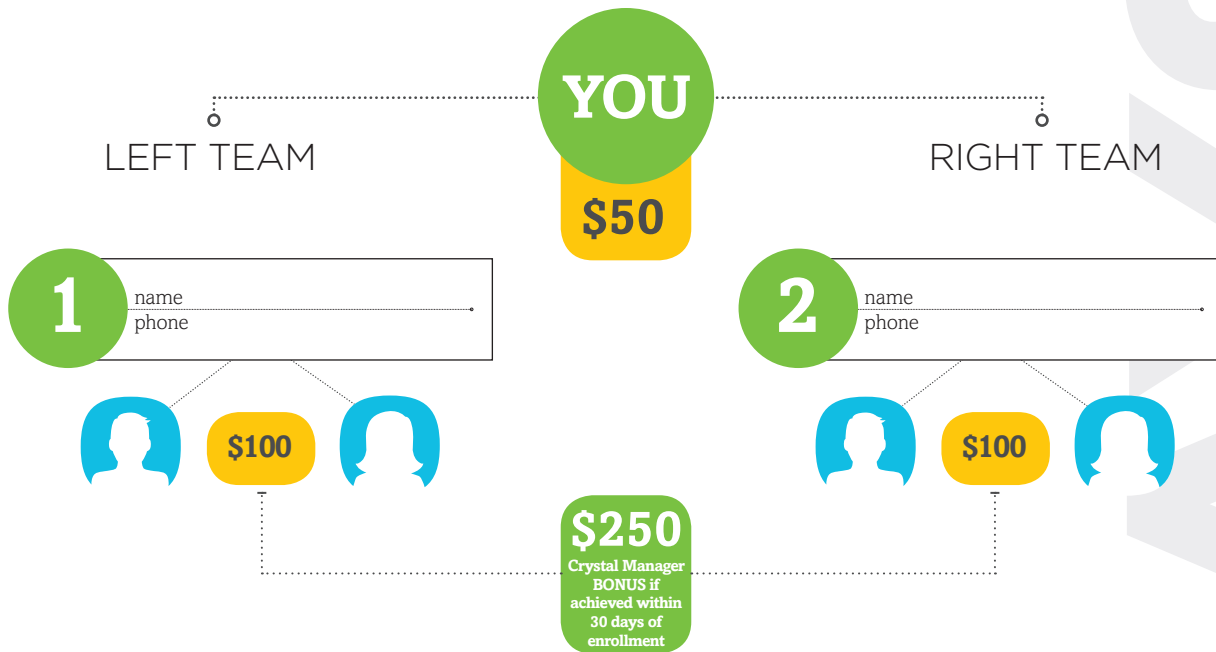 YOU
LEFT TEAM
RIGHT TEAM
$50
1
name
phone
2
name
phone
$100
$100
$250
Crystal Manager
BONUS if
achieved within
30 days of
enrollment